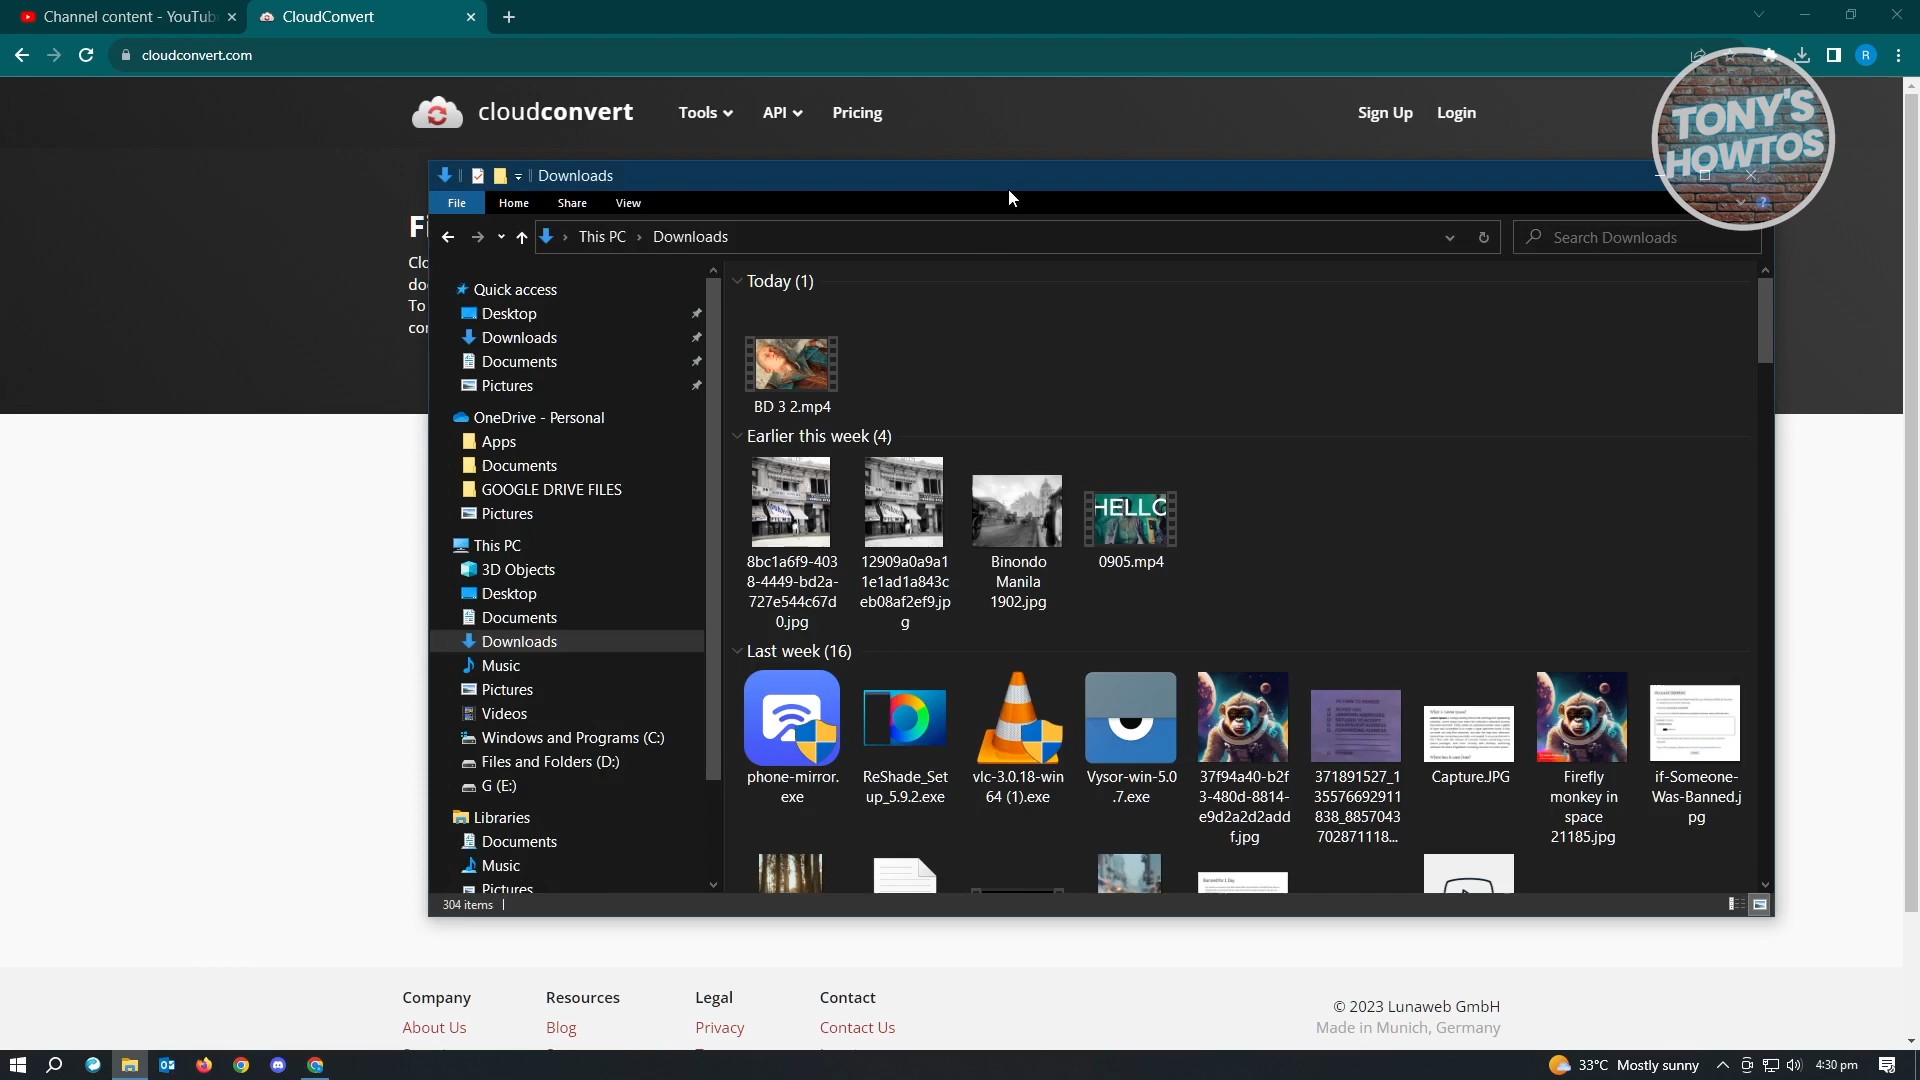 Channel content - YouTub
CloudConvert
cloudconvert.com
R
cloudconvert
Tools
API
Pricing
Sign Up
Login
TONY'S
HOWTOS
Downloads
File
Home
Share
View
This PC
Downloads
Search Downloads
Fi
Clo
do
To
con
Quick access
Desktop
Downloads
Documents
Pictures
OneDrive - Personal
Apps
Documents
GOOGLE DRIVE FILES
Pictures
This PC
3D Objects
Desktop
Documents
Downloads
Music
Pictures
Videos
Windows and Programs (C:)
Files and Folders (D:)
G (E:)
Libraries
Documents
Music
Pictures
Today (1)
BD 3 2.mp4
Earlier this week (4)
8bc1a6f9-403
8-4449-bd2a-
727e544c67d
0.jpg
12909a0a9a1
1e1ad1a843c
eb08af2ef9.jp
g
Binondo
Manila
1902.jpg
HELLO
0905.mp4
Last week (16)
phone-mirror.
exe
ReShade_Set
up_5.9.2.exe
vlc-3.0.18-win
64 (1).exe
Vysor-win-5.0
.7.exe
37f94a40-b2f
3-480d-8814-
e9d2a2d2add
f.jpg
371891527_1
35576692911
838_8857043
702871118...
Capture.JPG
Firefly
monkey in
space
21185.jpg
if-Someone-
Was-Banned.j
pg
304 items
Company
About Us
Resources
Blog
Legal
Privacy
Contact
Contact Us
© 2023 Lunaweb GmbH
Made in Munich, Germany
33°C Mostly sunny
4:30 pm